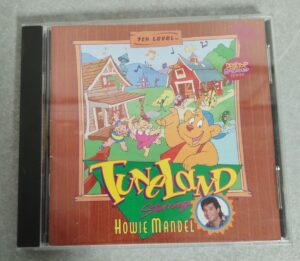 7TH LEVEL
TUNELAND
Starring
HOWIE MANDEL